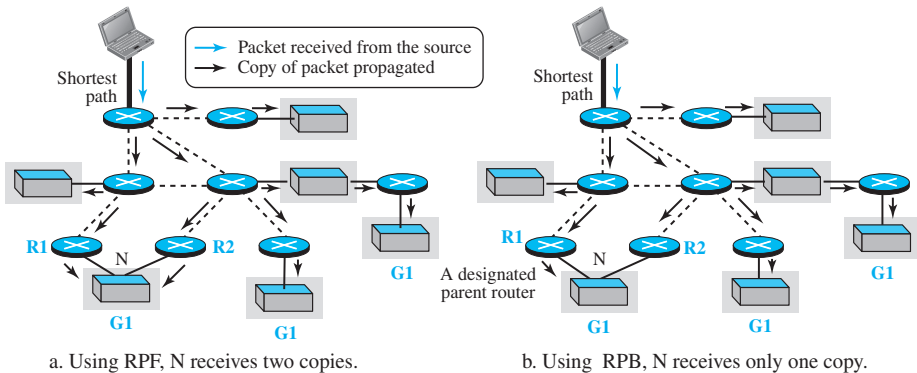 Packet received from the source
Copy of packet propagated
Shortest
path
R1
N
R2
G1
G1
G1
a. Using RPF, N receives two copies.
Shortest
path
R1
N
R2
A designated
parent router
G1
G1
G1
b. Using RPB, N receives only one copy.